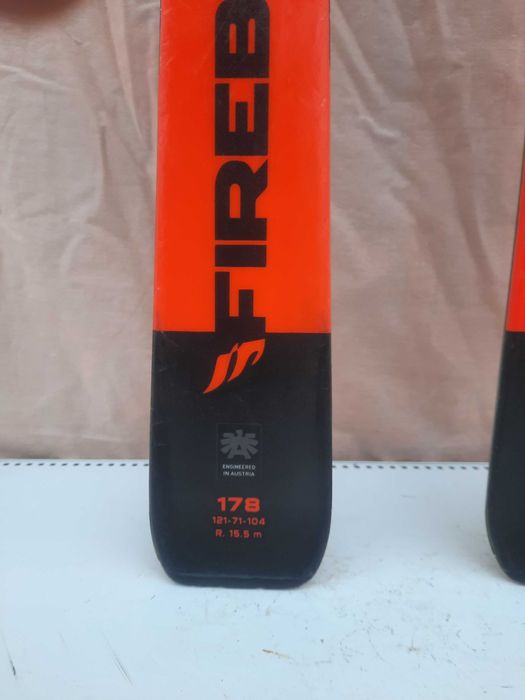 FIREB
ENGINEERED
IN AUSTRIA
178
121-71-104
R. 15.5 m